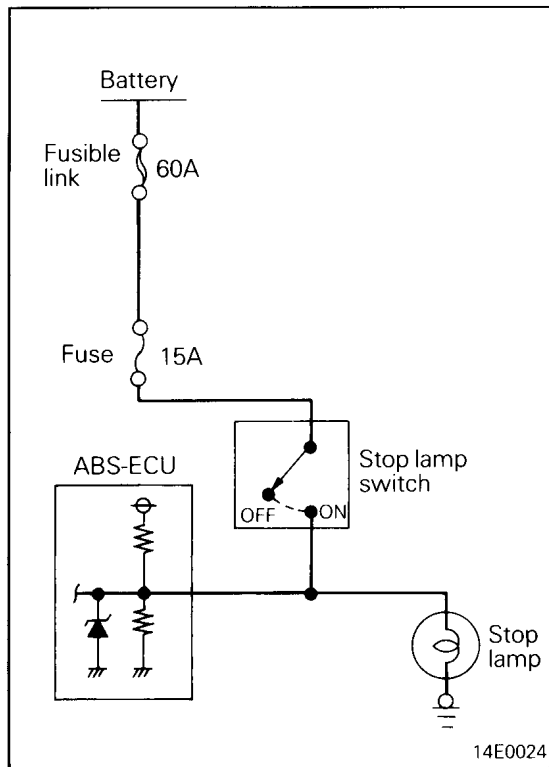 Battery
Fusible
link
60A
Fuse
15A
ABS-ECU
Stop lamp
switch
OFF
ON
Stop
lamp
14E0024